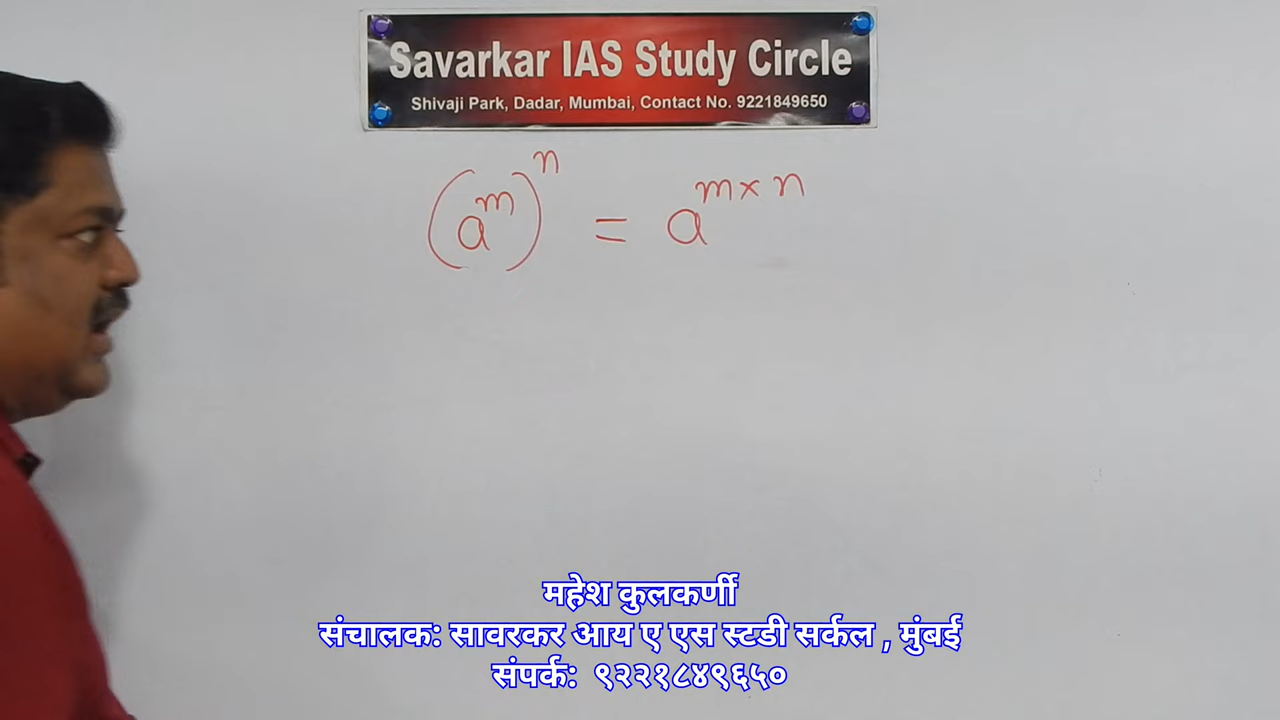 Savarkar IAS Study Circle
Shivaji Park, Dadar, Mumbai, Contact No. 9221849650
(a^m)^n = a^{m×n}
महेश कुलकर्णी
संचालक: सावरकर आय ए एस स्टडी सर्कल , मुंबई
संपर्क: ९२२१८४९६५०